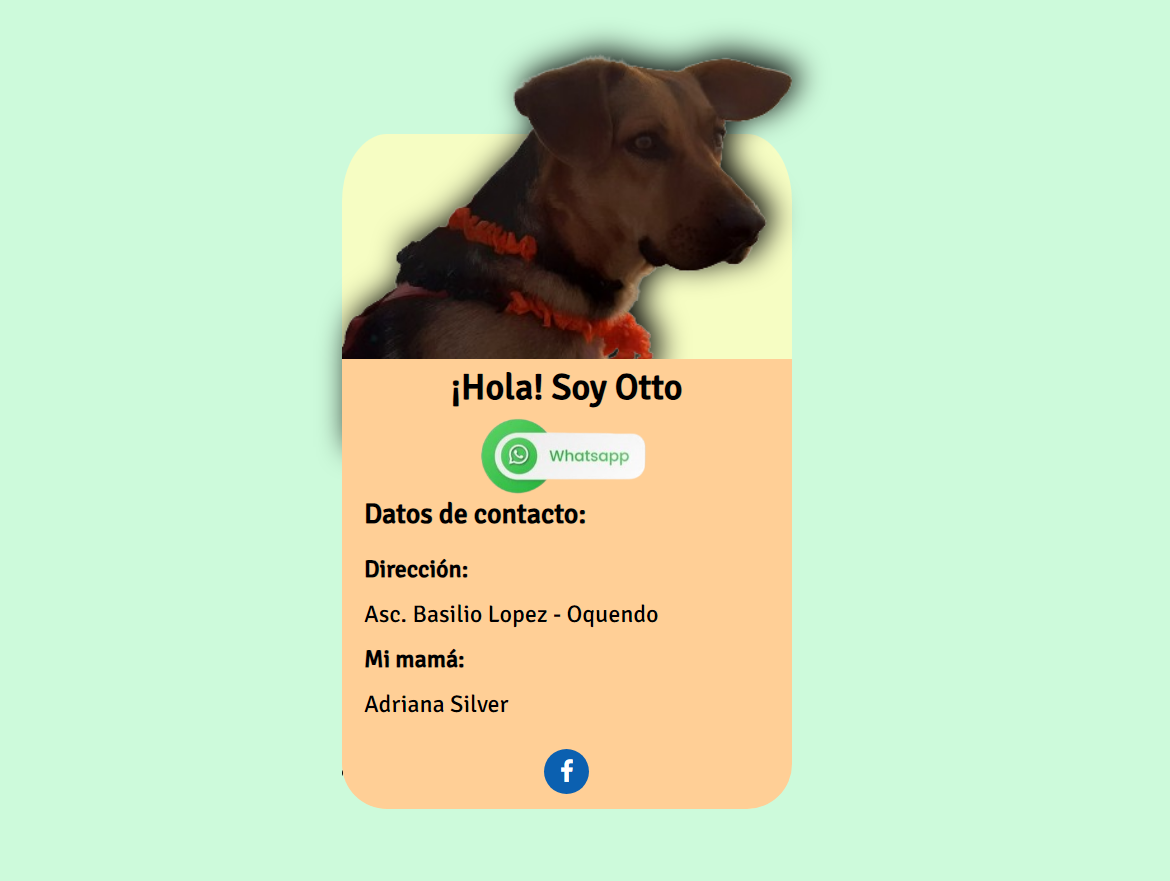 ¡Hola! Soy Otto
Whatsapp
Datos de contacto:
Dirección:
Asc. Basilio Lopez - Oquendo
Mi mamá:
Adriana Silver